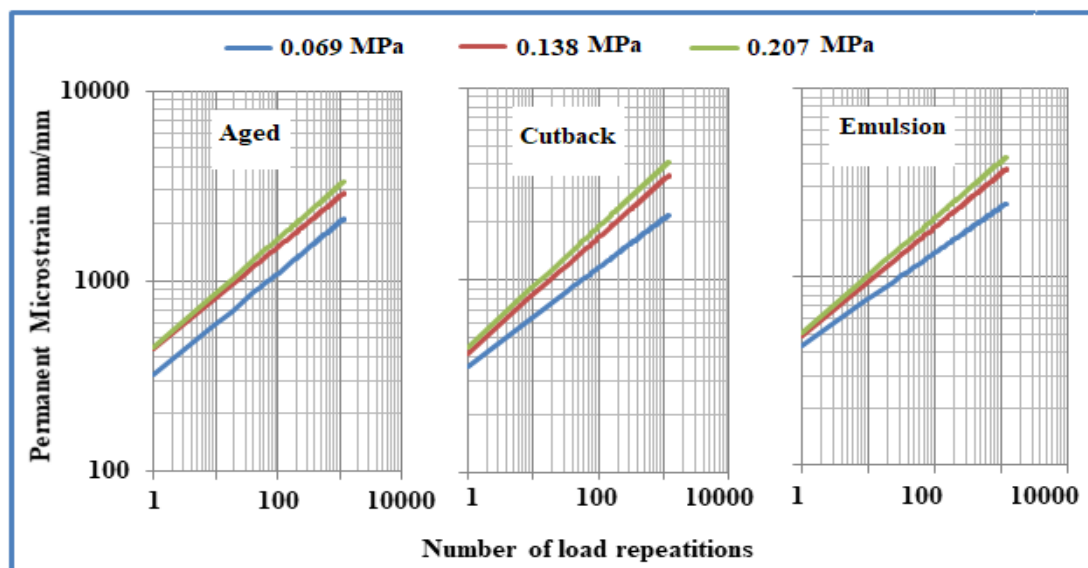 0.069 MPa 0.138 MPa 0.207 MPa
Permanent Microstrain mm/mm
10000
1000
100
Aged
Cutback
Emulsion
1 100 10000
1 100 10000
1 100 10000
Number of load repeatitions